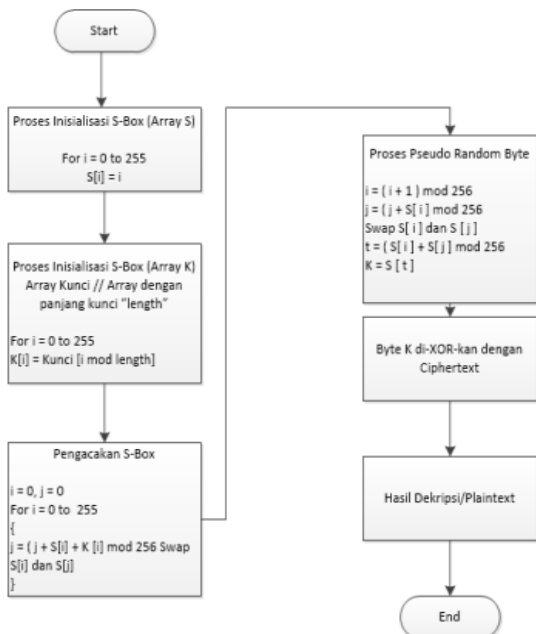 Start
Proses Inisialisasi S-Box (Array S)
For i = 0 to 255
S[i] = i
Proses Inisialisasi S-Box (Array K)
Array Kunci // Array dengan
panjang kunci "length"
For i = 0 to 255
K[i] = Kunci [i mod length]
Pengacakan S-Box
i = 0, j = 0
For i = 0 to 255
{
j = ( j + S[i] + K [i] mod 256 Swap
S[i] dan S[j]
}
Proses Pseudo Random Byte
i = ( i + 1 ) mod 256
j = ( j + S[ i ] mod 256
Swap S[ i ] dan S [ j ]
t = ( S[ i ] + S[ j ] mod 256
K = S [ t ]
Byte K di-XOR-kan dengan
Ciphertext
Hasil Dekripsi/Plaintext
End